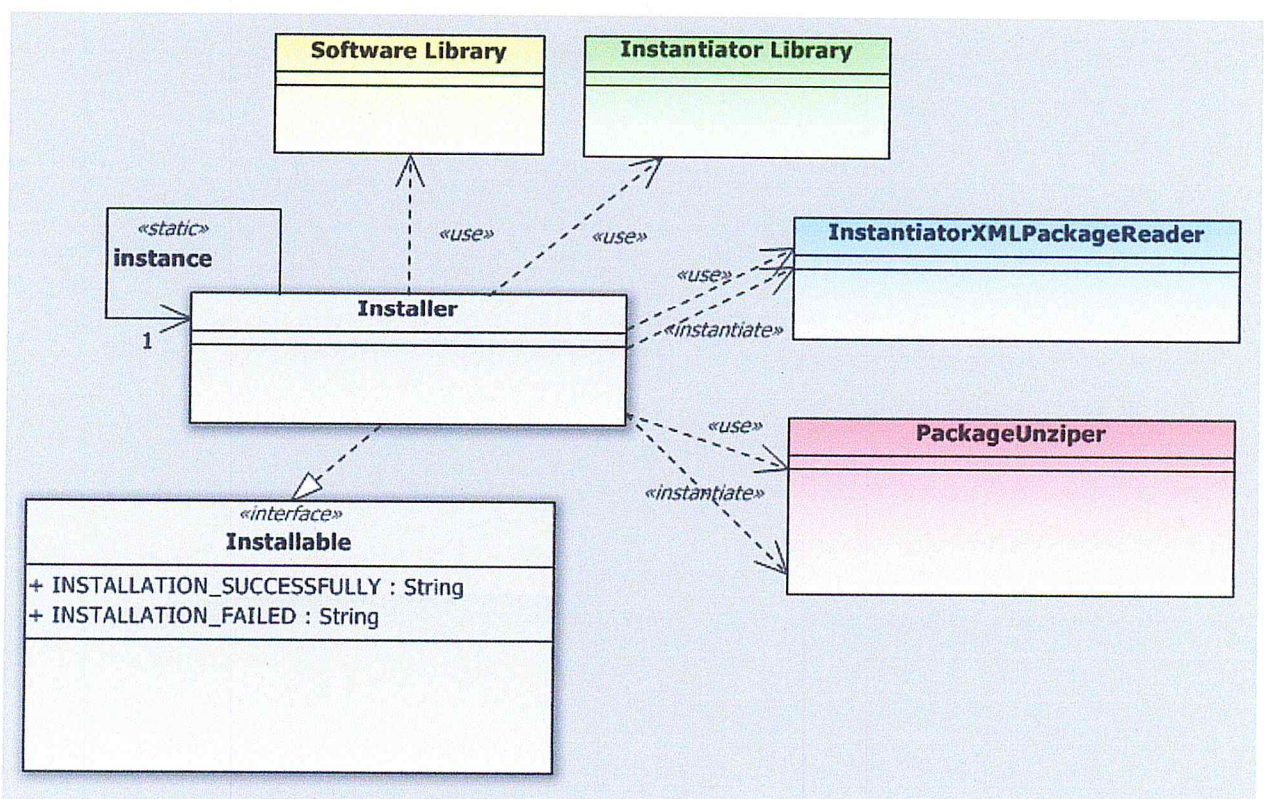 Software Library
Instantiator Library
«static»
instance
1
«use»
«use»
InstantiatorXMLPackageReader
«use»
«instantiate»
Installer
PackageUnziper
«use»
«instantiate»
«interface»
Installable
+ INSTALLATION_SUCCESSFULLY : String
+ INSTALLATION_FAILED : String